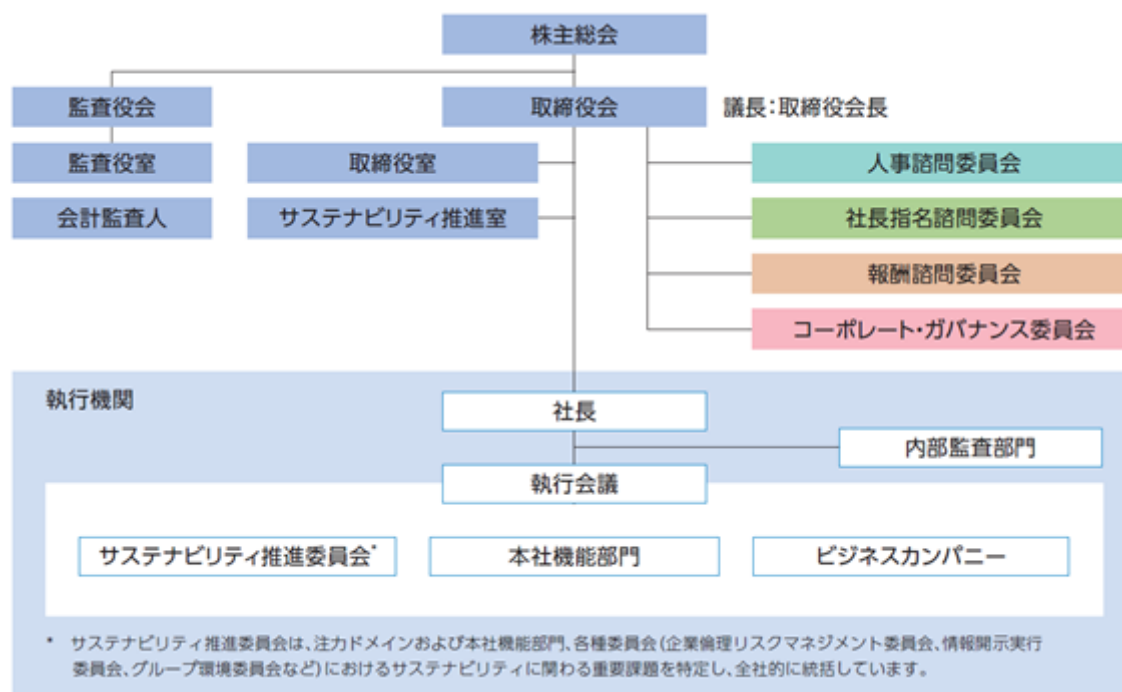 株主総会
監査役会
取締役会
議長：取締役会長
監査役室
取締役室
人事諮問委員会
会計監査人
サステナビリティ推進室
社長指名諮問委員会
報酬諮問委員会
コーポレート・ガバナンス委員会
執行機関
社長
内部監査部門
執行会議
サステナビリティ推進委員会*
本社機能部門
ビジネスカンパニー
* サステナビリティ推進委員会は、注力ドメインおよび本社機能部門、各種委員会（企業倫理リスクマネジメント委員会、情報開示実行
委員会、グループ環境委員会など）におけるサステナビリティに関わる重要課題を特定し、全社的に統括しています。